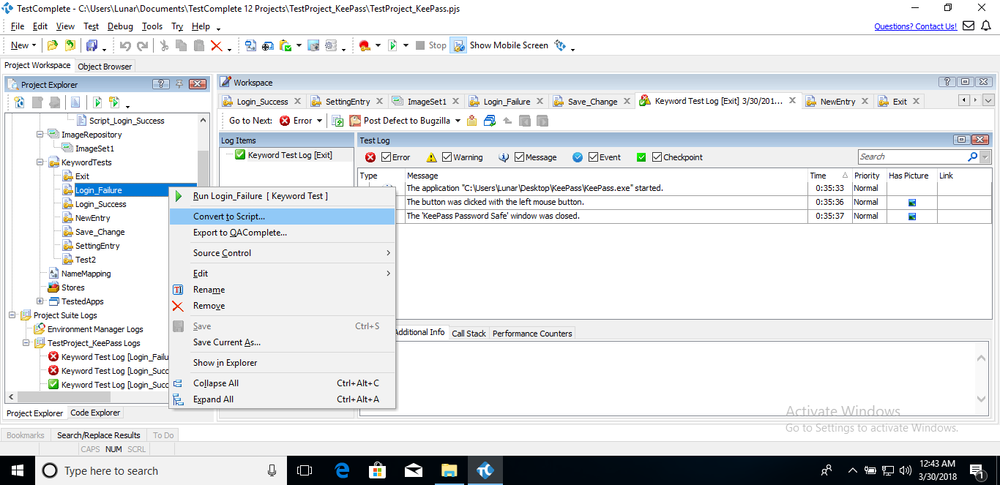 TestComplete - C:\Users\Lunar\Documents\TestComplete 12 Projects\TestProject_KeePass\TestProject_KeePass.pjs
File Edit View Test Debug Tools Try Help
Questions? Contact Us!
New Stop Show Mobile Screen
Project Workspace Object Browser
Project Explorer
Workspace
Login_Success SettingEntry ImageSet1 Login_Failure Save_Change Keyword Test Log [Exit] 3/30/201... NewEntry Exit
Go to Next: Error Post Defect to Bugzilla
Script_Login_Success
ImageRepository
ImageSet1
KeywordTests
Exit
Login_Failure
Login_Success
NewEntry
Save_Change
SettingEntry
Test2
NameMapping
Stores
TestedApps
Project Suite Logs
Environment Manager Logs
TestProject_KeePass Logs
Keyword Test Log [Login_Failu
Keyword Test Log [Login_Succ
Keyword Test Log [Login_Succ
Project Explorer Code Explorer
Log Items
Keyword Test Log [Exit]
Test Log
Error Warning Message Event Checkpoint
Search
Type Message Time Priority Has Picture Link
The application "C:\Users\Lunar\Desktop\KeePass\KeePass.exe" started. 0:35:33 Normal
The button was clicked with the left mouse button. 0:35:36 Normal
The 'KeePass Password Safe' window was closed. 0:35:37 Normal
Run Login_Failure [ Keyword Test ]
Convert to Script...
Export to QAComplete...
Source Control
Edit
Rename
Remove
Save Ctrl+S
Save Current As...
Show in Explorer
Collapse All Ctrl+Alt+C
Expand All Ctrl+Alt+A
Additional Info Call Stack Performance Counters
Activate Windows
Go to Settings to activate Windows.
Bookmarks Search/Replace Results To Do
CAPS NUM SCRL
Type here to search
12:43 AM
3/30/2018
1